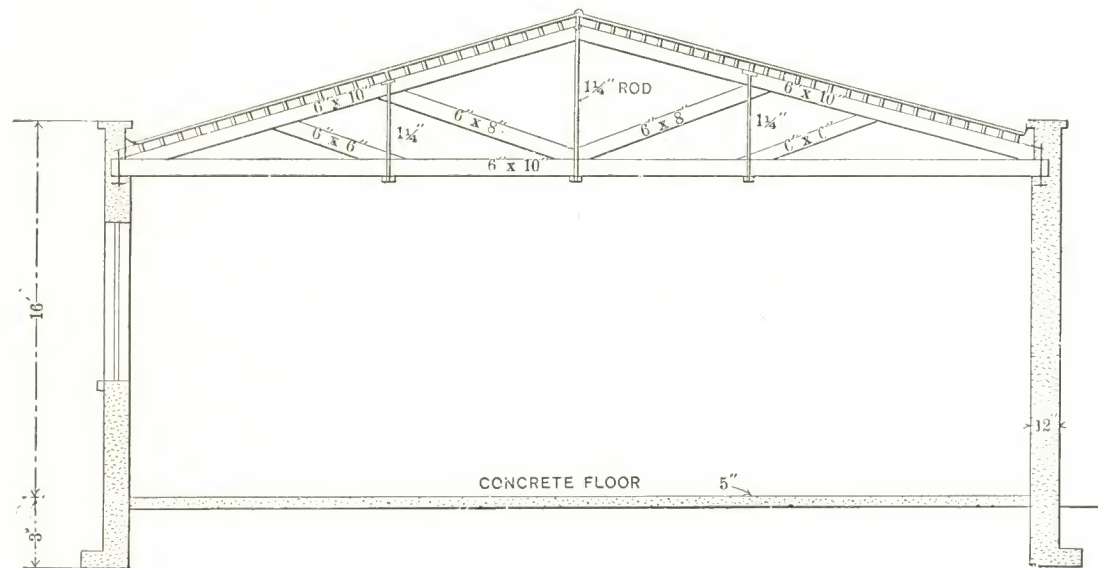 1¼" ROD
6" x 10"
6" x 10"
6" x 8"
6" x 8"
1¼"
1¼"
6" x 6"
6" x 10"
16'
12"
CONCRETE FLOOR
5"
3'